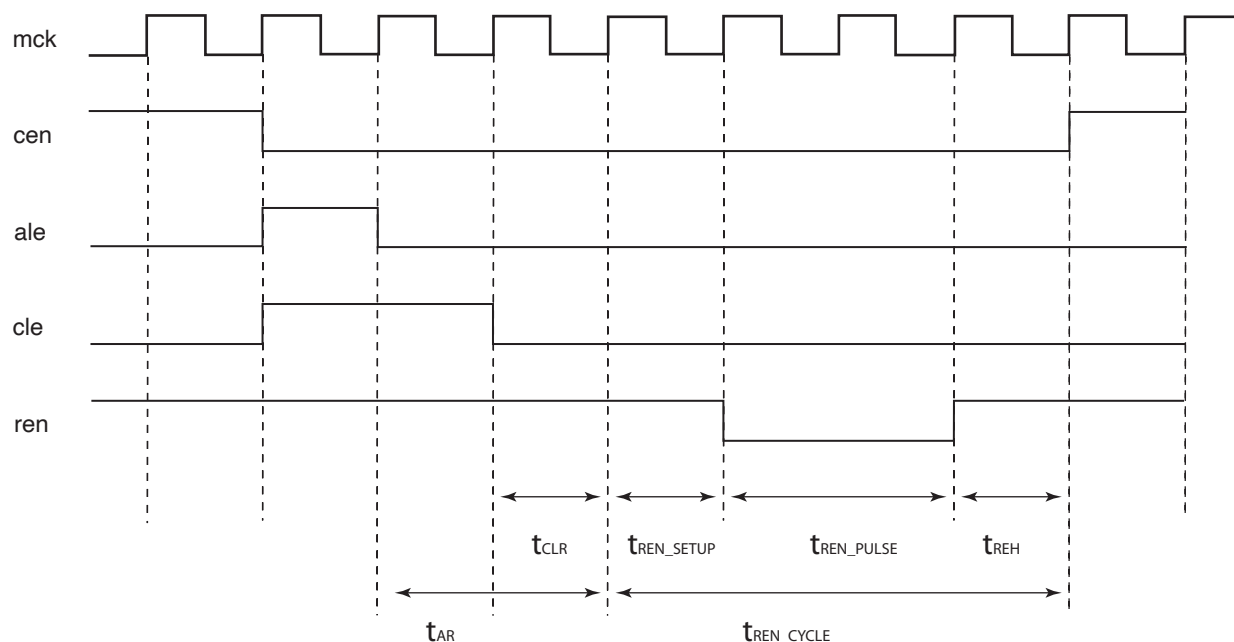 mck
cen
ale
cle
ren
tCLR
tREN_SETUP
tREN_PULSE
tREH
tAR
tREN_CYCLE